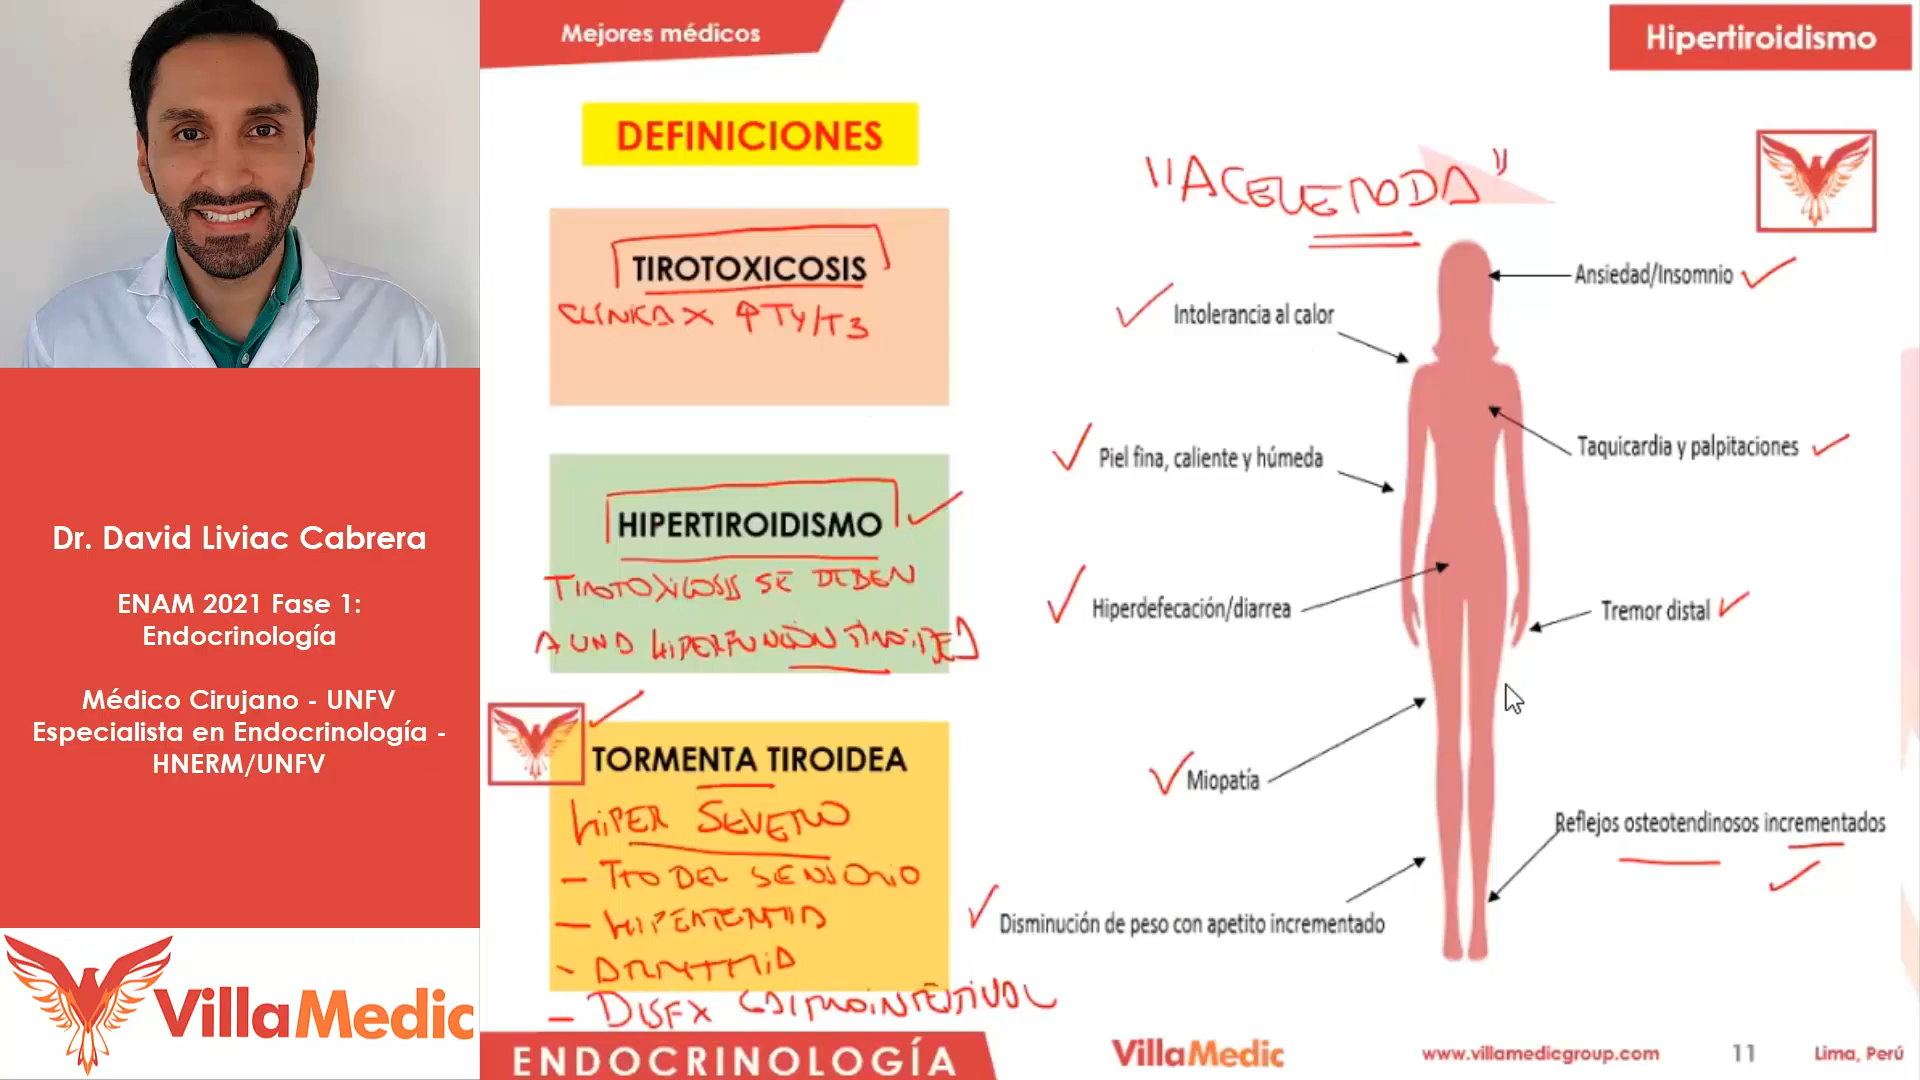 Mejores médicos
Hipertiroidismo
DEFINICIONES
"ACELERADA"
TIROTOXICOSIS
CLÍNICA X ↑T4/T3
HIPERTIROIDISMO
TIROTOXICOSIS SE DEBEN
A UNA HIPERFUNCIÓN TIROIDEA
TORMENTA TIROIDEA
HIPER SEVERO
- TTO DEL SENSORIO
- HIPERTERMIA
- ARRITMIA
- DISFX GASTROINTESTINAL
Ansiedad/Insomnio
Intolerancia al calor
Taquicardia y palpitaciones
Piel fina, caliente y húmeda
Hiperdefecación/diarrea
Tremor distal
Miopatía
Reflejos osteotendinosos incrementados
Disminución de peso con apetito incrementado
Dr. David Liviac Cabrera
ENAM 2021 Fase 1:
Endocrinología
Médico Cirujano - UNFV
Especialista en Endocrinología -
HNERM/UNFV
VillaMedic
ENDOCRINOLOGÍA
VillaMedic
www.villamedicgroup.com
11
Lima, Perú